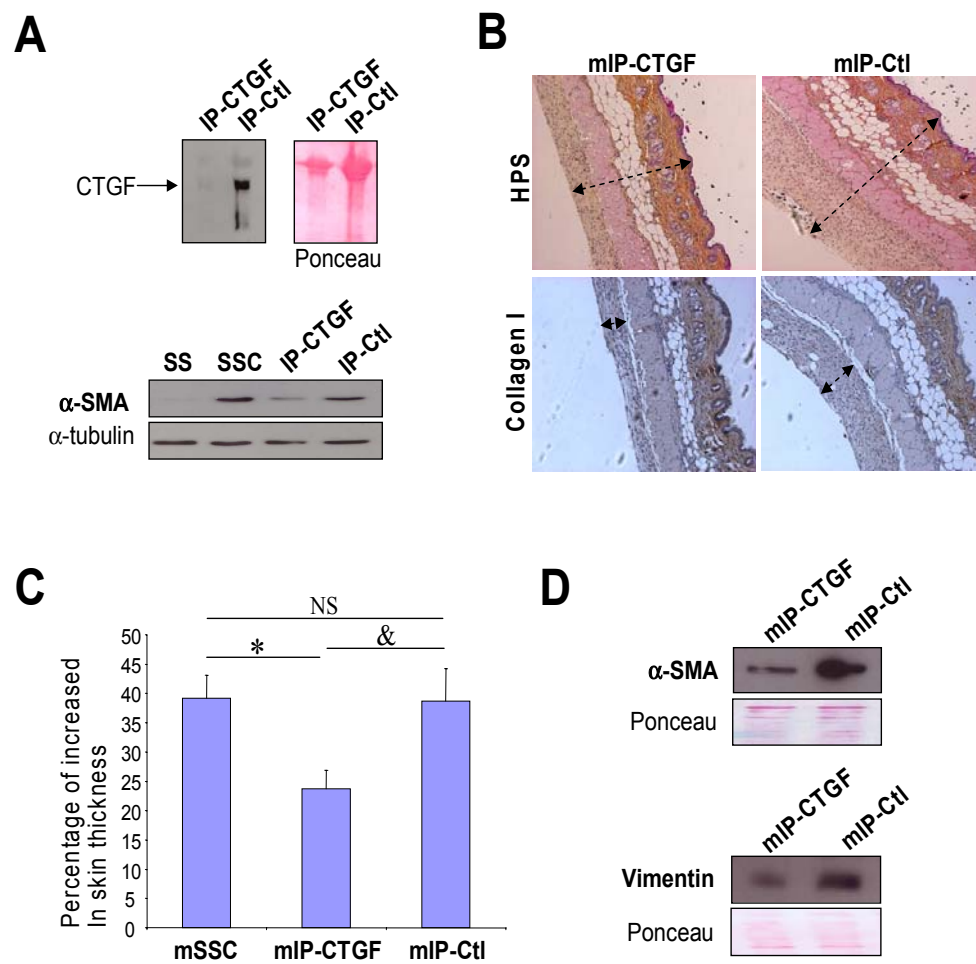 A
IP-CTGF
IP-Ctl
IP-CTGF
IP-Ctl
CTGF
Ponceau
SS
SSC
IP-CTGF
IP-Ctl
α-SMA
α-tubulin
B
mIP-CTGF
mIP-Ctl
HPS
Collagen I
C
NS
*
&
50
45
40
35
30
25
20
15
10
5
0
Percentage of increased
In skin thickness
mSSC
mIP-CTGF
mIP-Ctl
D
mIP-CTGF
mIP-Ctl
α-SMA
Ponceau
mIP-CTGF
mIP-Ctl
Vimentin
Ponceau